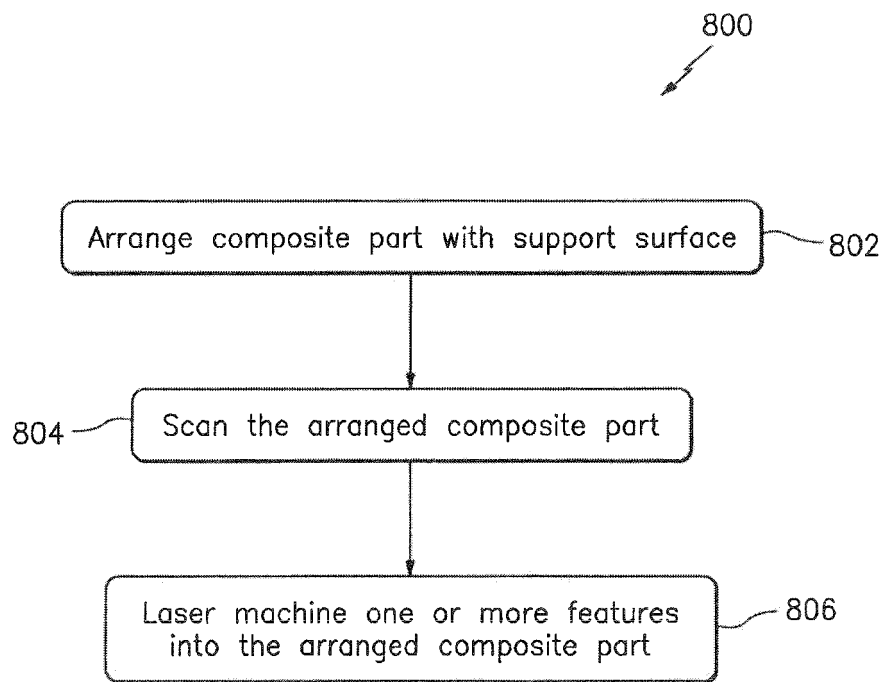 800
Arrange composite part with support surface
802
804
Scan the arranged composite part
Laser machine one or more features
into the arranged composite part
806